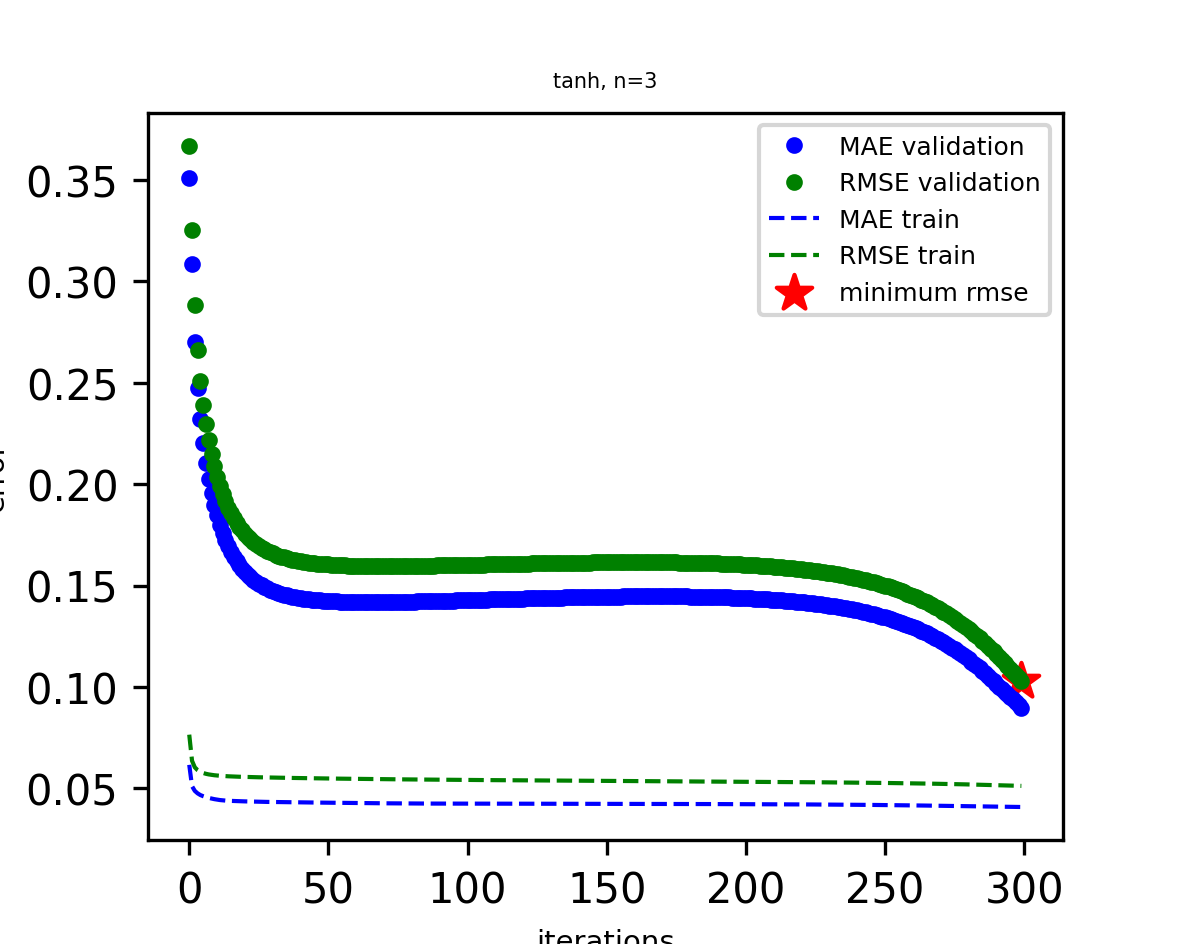 tanh, n=3
MAE validation
RMSE validation
MAE train
RMSE train
minimum rmse
0.35
0.30
0.25
0.20
0.15
0.10
0.05
0 50 100 150 200 250 300
iterations